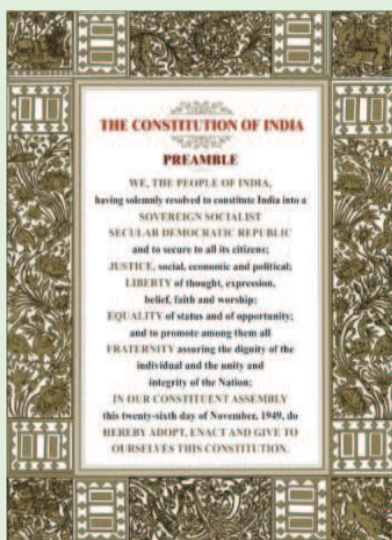 THE CONSTITUTION OF INDIA
PREAMBLE
WE, THE PEOPLE OF INDIA,
having solemnly resolved to constitute India into a
SOVEREIGN SOCIALIST
SECULAR DEMOCRATIC REPUBLIC
and to secure to all its citizens;
JUSTICE, social, economic and political;
LIBERTY of thought, expression,
belief, faith and worship;
EQUALITY of status and of opportunity;
and to promote among them all
FRATERNITY assuring the dignity of the
individual and the unity and
integrity of the Nation;
IN OUR CONSTITUENT ASSEMBLY
this twenty-sixth day of November, 1949, do
HEREBY ADOPT, ENACT AND GIVE TO
OURSELVES THIS CONSTITUTION.